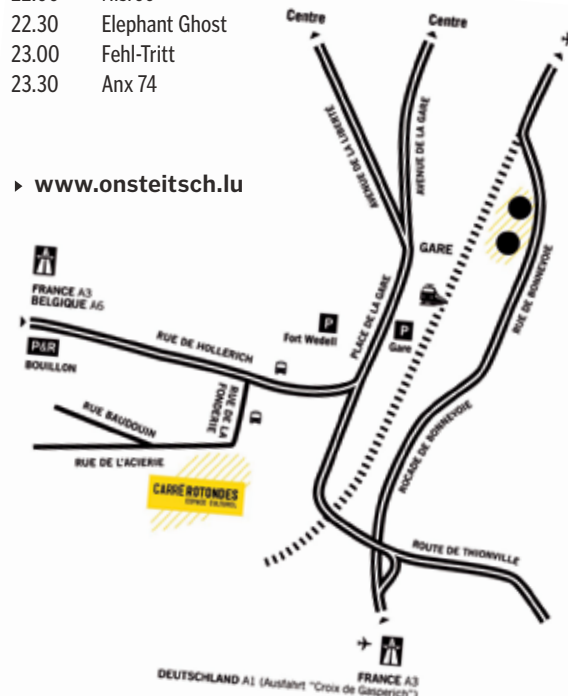 22.30 Elephant Ghost
23.00 Fehl-Tritt
23.30 Anx 74
www.onsteitsch.lu
Centre
Centre
AVENUE DE LA LIBERTÉ
AVENUE DE LA GARE
GARE
FRANCE A3
BELGIQUE A6
P&R
BOUILLON
RUE DE HOLLERICH
P
Fort Wedell
PLACE DE LA GARE
P
Gare
RUE DE BONNEVOIE
RUE DE LA
FONDERIE
RUE BAUDOUIN
RUE DE L'ACIERIE
ROCADE DE BONNEVOIE
CARRÉ ROTONDES
ESPACE CULTUREL
ROUTE DE THIONVILLE
FRANCE A3
DEUTSCHLAND A1 (Ausfahrt "Croix de Gasperich")